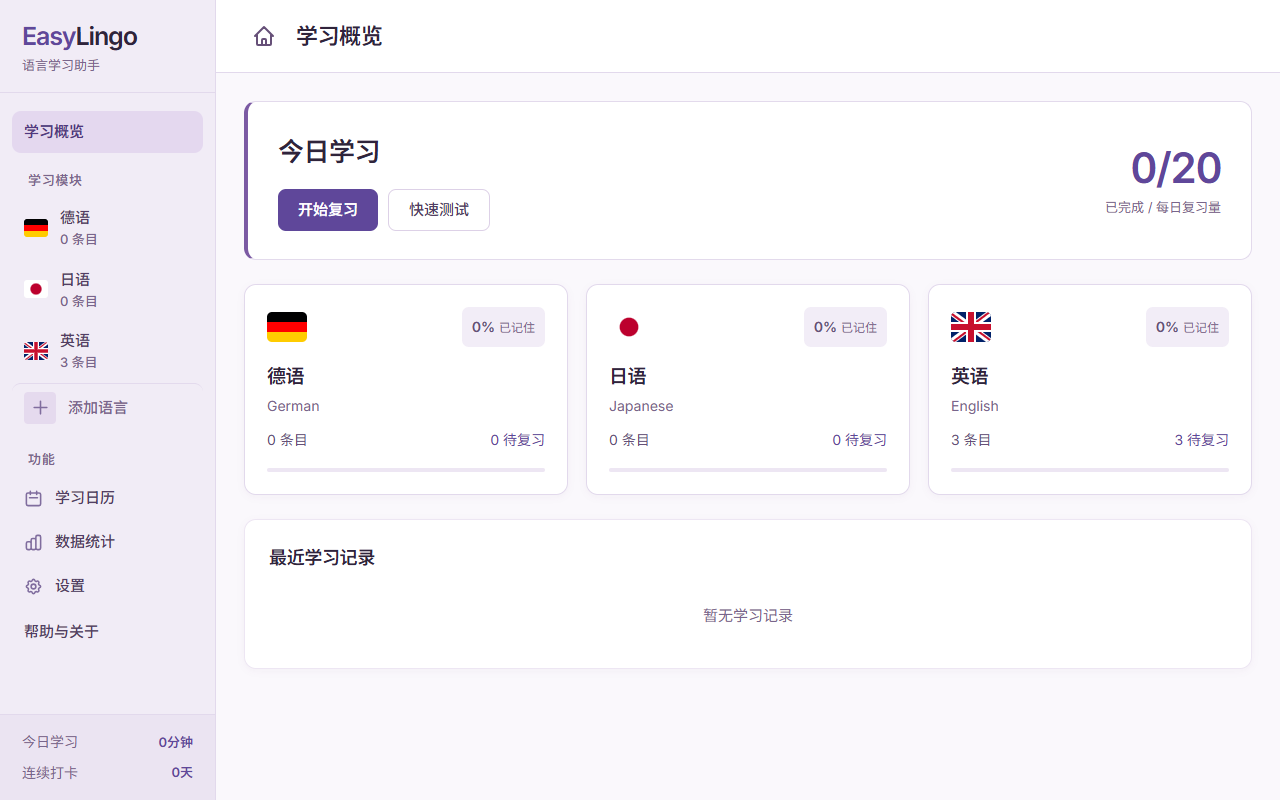 EasyLingo
语言学习助手
学习概览
学习模块
德语
0 条目
日语
0 条目
英语
3 条目
添加语言
功能
学习日历
数据统计
设置
帮助与关于
今日学习 0分钟
连续打卡 0天
学习概览
今日学习
开始复习 快速测试
0/20
已完成 / 每日复习量
0% 已记住
德语
German
0 条目 0 待复习
0% 已记住
日语
Japanese
0 条目 0 待复习
0% 已记住
英语
English
3 条目 3 待复习
最近学习记录
暂无学习记录